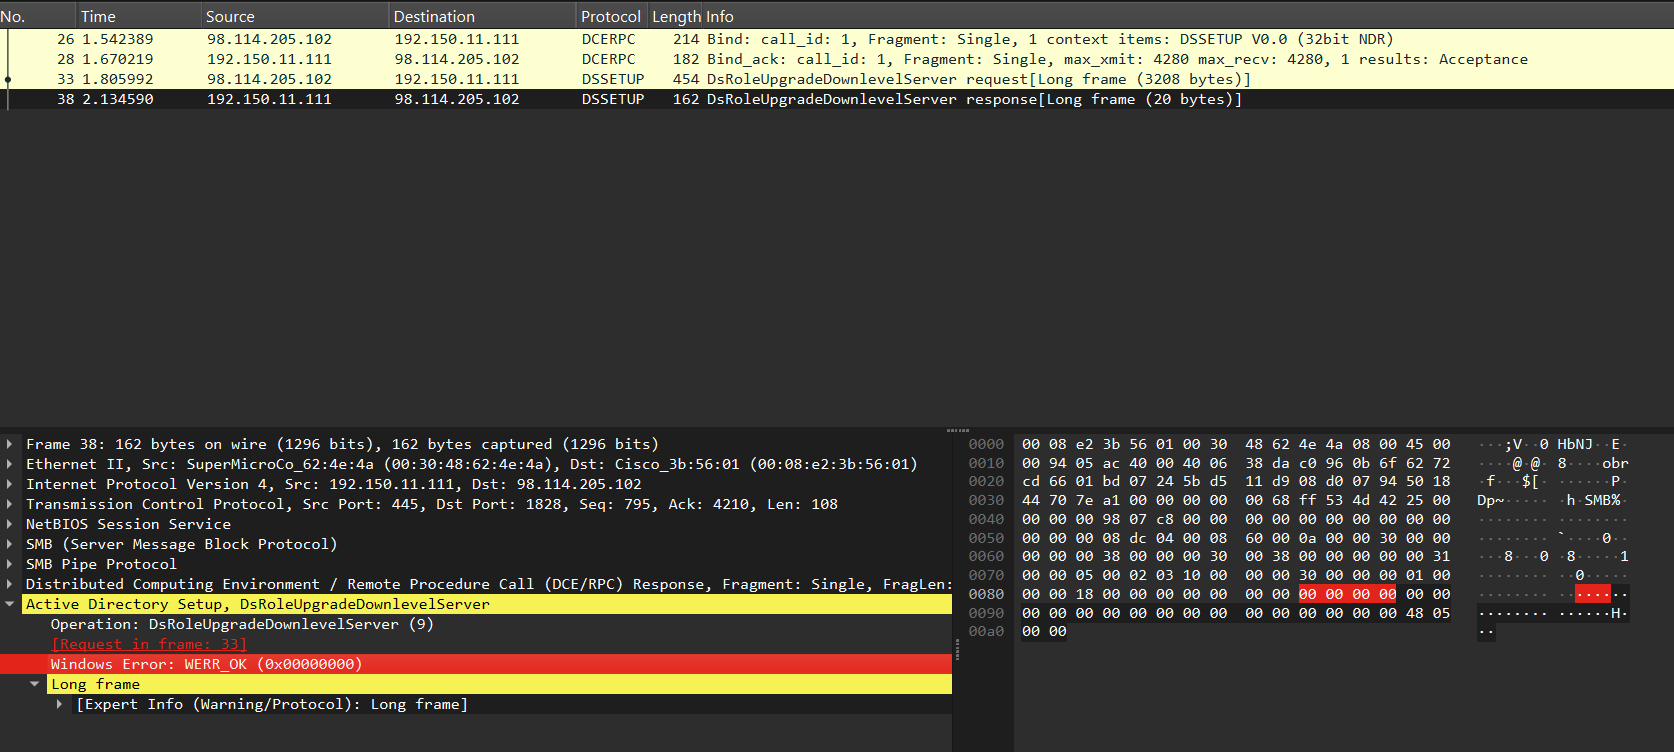 No. Time Source Destination Protocol Length Info
26 1.542389 98.114.205.102 192.150.11.111 DCERPC 214 Bind: call_id: 1, Fragment: Single, 1 context items: DSSETUP V0.0 (32bit NDR)
28 1.670219 192.150.11.111 98.114.205.102 DCERPC 182 Bind_ack: call_id: 1, Fragment: Single, max_xmit: 4280 max_recv: 4280, 1 results: Acceptance
33 1.805992 98.114.205.102 192.150.11.111 DSSETUP 454 DsRoleUpgradeDownlevelServer request[Long frame (3208 bytes)]
38 2.134590 192.150.11.111 98.114.205.102 DSSETUP 162 DsRoleUpgradeDownlevelServer response[Long frame (20 bytes)]
Frame 38: 162 bytes on wire (1296 bits), 162 bytes captured (1296 bits)
Ethernet II, Src: SuperMicroCo_62:4e:4a (00:30:48:62:4e:4a), Dst: Cisco_3b:56:01 (00:08:e2:3b:56:01)
Internet Protocol Version 4, Src: 192.150.11.111, Dst: 98.114.205.102
Transmission Control Protocol, Src Port: 445, Dst Port: 1828, Seq: 795, Ack: 4210, Len: 108
NetBIOS Session Service
SMB (Server Message Block Protocol)
SMB Pipe Protocol
Distributed Computing Environment / Remote Procedure Call (DCE/RPC) Response, Fragment: Single, FragLen:
Active Directory Setup, DsRoleUpgradeDownlevelServer
Operation: DsRoleUpgradeDownlevelServer (9)
[Request in frame: 33]
Windows Error: WERR_OK (0x00000000)
Long frame
[Expert Info (Warning/Protocol): Long frame]
0000 00 08 e2 3b 56 01 00 30 48 62 4e 4a 08 00 45 00 ···;V··0 HbNJ··E·
0010 00 94 05 ac 40 00 40 06 38 da c0 96 0b 6f 62 72 ····@·@· 8····obr
0020 cd 66 01 bd 07 24 5b d5 11 d9 08 d0 07 94 50 18 ·f···$[· ······P·
0030 44 70 7e a1 00 00 00 00 00 68 ff 53 4d 42 25 00 Dp~····· ·h·SMB%·
0040 00 00 00 98 07 c8 00 00 00 00 00 00 00 00 00 00 ········ ········
0050 00 00 00 08 dc 04 00 08 60 00 0a 00 00 30 00 00 ········ `····0··
0060 00 00 00 38 00 00 00 30 00 38 00 00 00 00 00 31 ···8···0 ·8·····1
0070 00 00 05 00 02 03 10 00 00 00 30 00 00 00 01 00 ········ ··0·····
0080 00 00 18 00 00 00 00 00 00 00 00 00 00 00 00 00 ········ ········
0090 00 00 00 00 00 00 00 00 00 00 00 00 00 00 48 05 ········ ······H·
00a0 00 00 ··